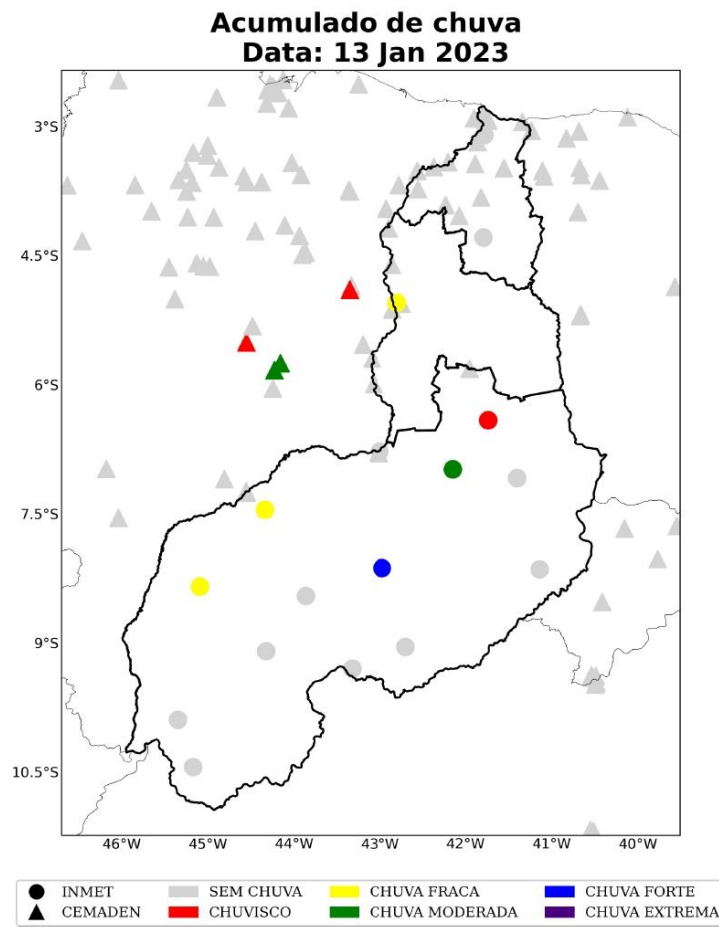 Acumulado de chuva
Data: 13 Jan 2023
3°S
4.5°S
6°S
7.5°S
9°S
10.5°S
46°W 45°W 44°W 43°W 42°W 41°W 40°W
INMET SEM CHUVA CHUVA FRACA CHUVA FORTE
CEMADEN CHUVISCO CHUVA MODERADA CHUVA EXTREMA